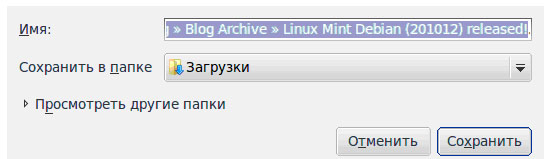 Имя: » Blog Archive » Linux Mint Debian (201012) released!.
Сохранить в папке Загрузки
Просмотреть другие папки
Отменить Сохранить